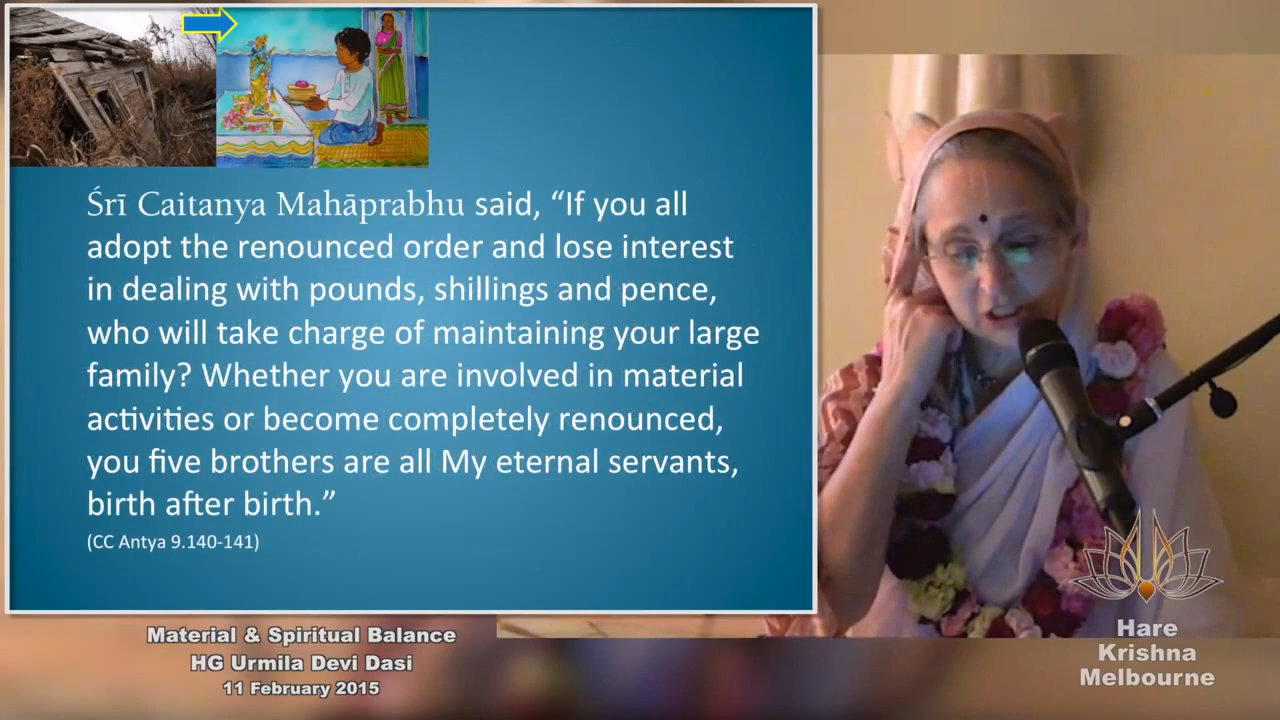 Śrī Caitanya Mahāprabhu said, “If you all
adopt the renounced order and lose interest
in dealing with pounds, shillings and pence,
who will take charge of maintaining your large
family? Whether you are involved in material
activities or become completely renounced,
you five brothers are all My eternal servants,
birth after birth.”
(CC Antya 9.140-141)
Material & Spiritual Balance
HG Urmila Devi Dasi
11 February 2015
Hare
Krishna
Melbourne